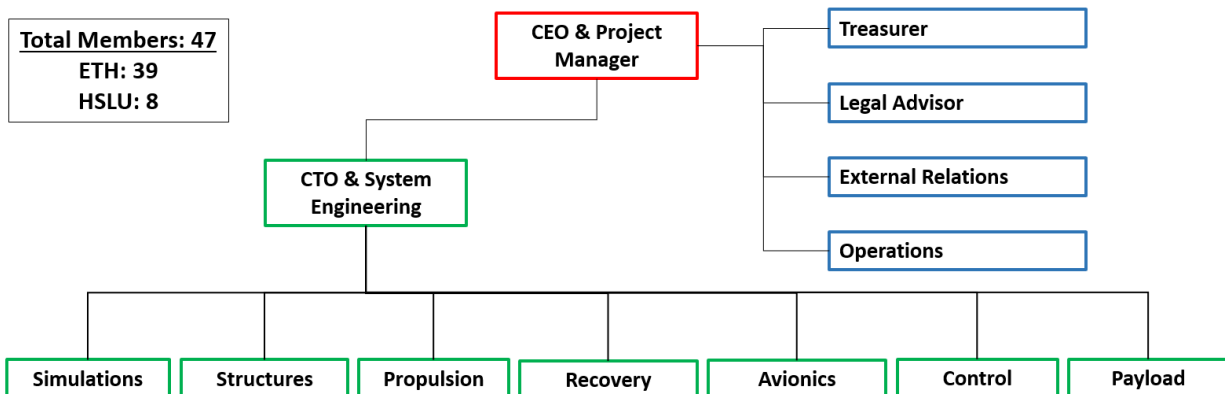 Total Members: 47
ETH: 39
HSLU: 8
CEO & Project
Manager
Treasurer
Legal Advisor
External Relations
Operations
CTO & System
Engineering
Simulations
Structures
Propulsion
Recovery
Avionics
Control
Payload